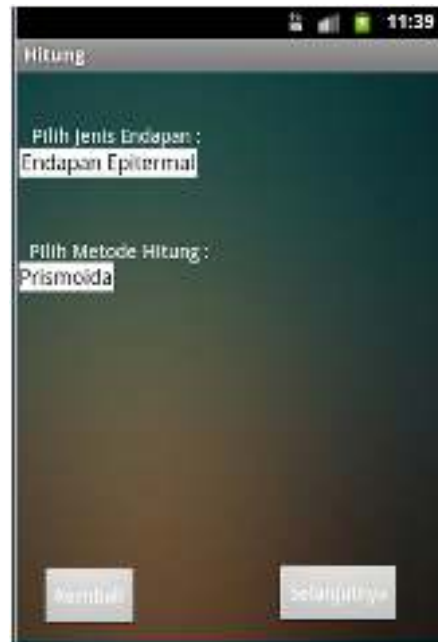 11:39
Hitung
Pilih Jenis Endapan :
Endapan Epitermal
Pilih Metode Hitung :
Prismoida
Kembali
Selanjutnya